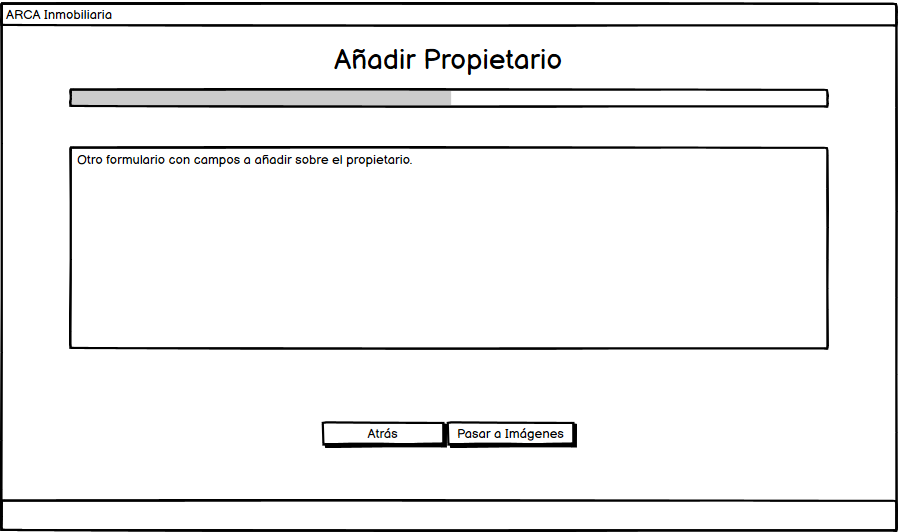 ARCA Inmobiliaria
Añadir Propietario
Otro formulario con campos a añadir sobre el propietario.
Atrás
Pasar a Imágenes